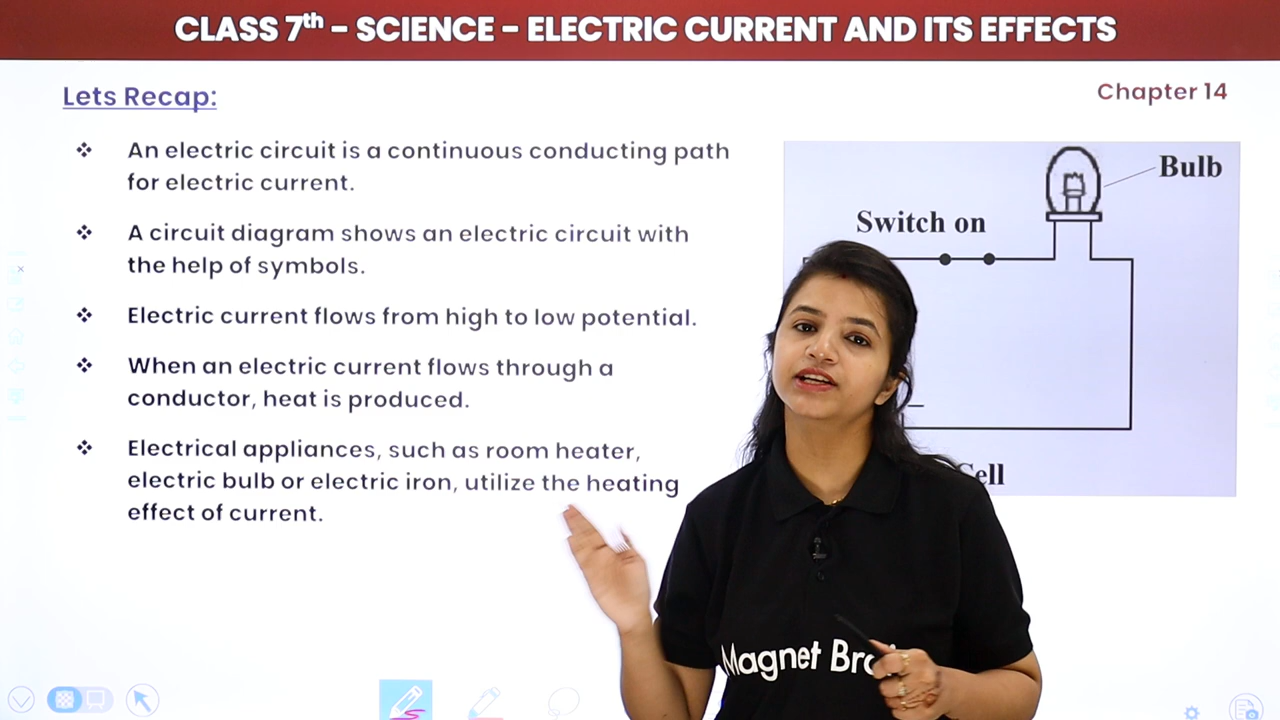 CLASS 7th - SCIENCE - ELECTRIC CURRENT AND ITS EFFECTS
Lets Recap:
Chapter 14
❖ An electric circuit is a continuous conducting path
for electric current.
❖ A circuit diagram shows an electric circuit with
the help of symbols.
❖ Electric current flows from high to low potential.
❖ When an electric current flows through a
conductor, heat is produced.
❖ Electrical appliances, such as room heater,
electric bulb or electric iron, utilize the heating
effect of current.
Bulb
Switch on
Cell
Magnet